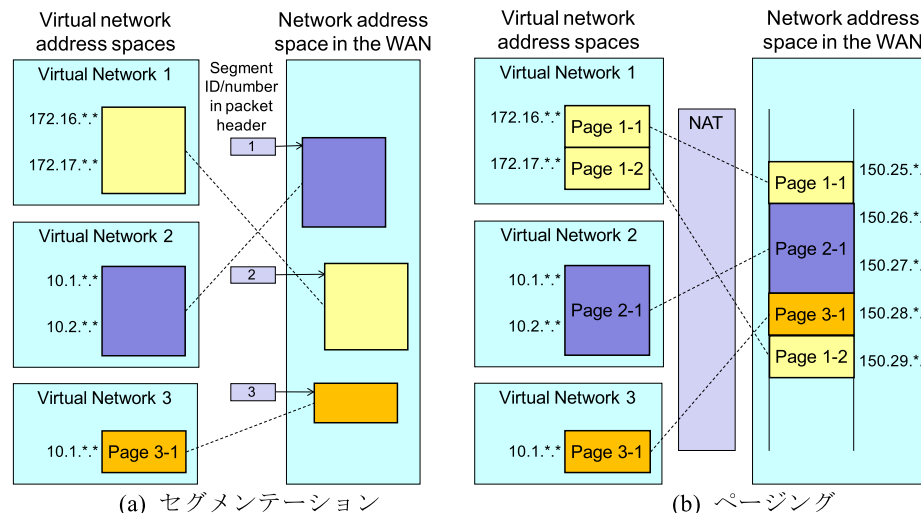 Virtual network
address spaces
Network address
space in the WAN
Virtual Network 1
172.16.*.*
172.17.*.*
Segment
ID/number
in packet
header
1
Virtual Network 2
10.1.*.*
10.2.*.*
2
Virtual Network 3
10.1.*.*
Page 3-1
3
(a) セグメンテーション
Virtual network
address spaces
Network address
space in the WAN
Virtual Network 1
172.16.*.*
Page 1-1
172.17.*.*
Page 1-2
NAT
Virtual Network 2
10.1.*.*
Page 2-1
10.2.*.*
Virtual Network 3
10.1.*.*
Page 3-1
Page 1-1
150.25.*.
Page 2-1
150.26.*.
150.27.*.
Page 3-1
150.28.*.
Page 1-2
150.29.*.
(b) ページング